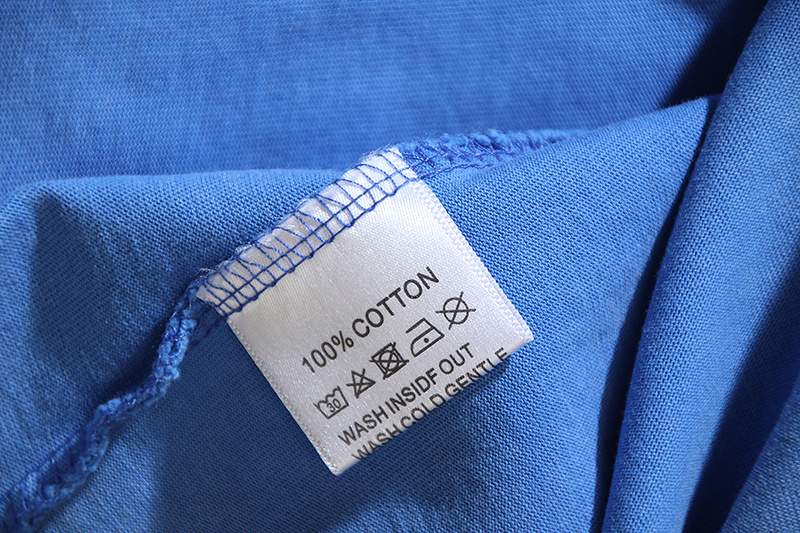 100% COTTON
30
WASH INSIDF OUT
WASH COLD GENTLE